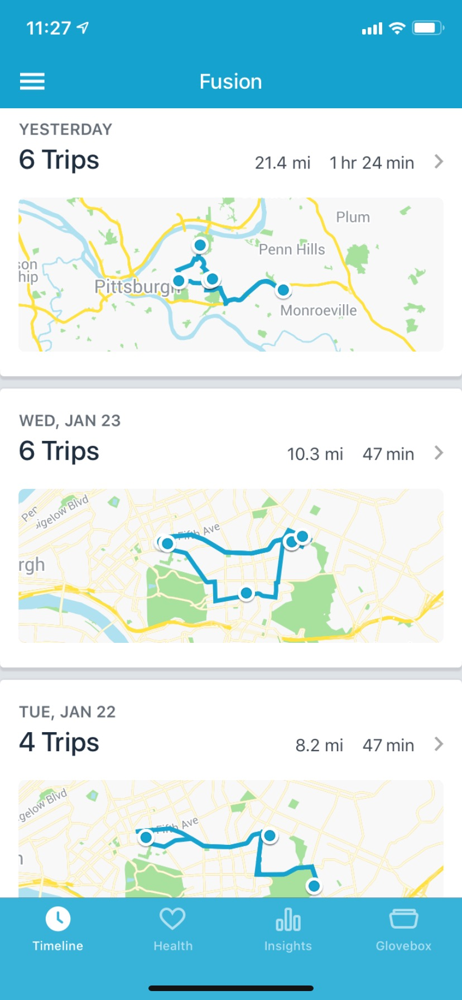 11:27
Fusion
YESTERDAY
6 Trips
21.4 mi 1 hr 24 min
Plum
Penn Hills
son
hip
Pittsburgh
Monroeville
WED, JAN 23
6 Trips
10.3 mi 47 min
Per
igelow Blvd
Fifth Ave
rgh
TUE, JAN 22
4 Trips
8.2 mi 47 min
gelow Blvd
Fifth Ave
Timeline Health Insights Glovebox